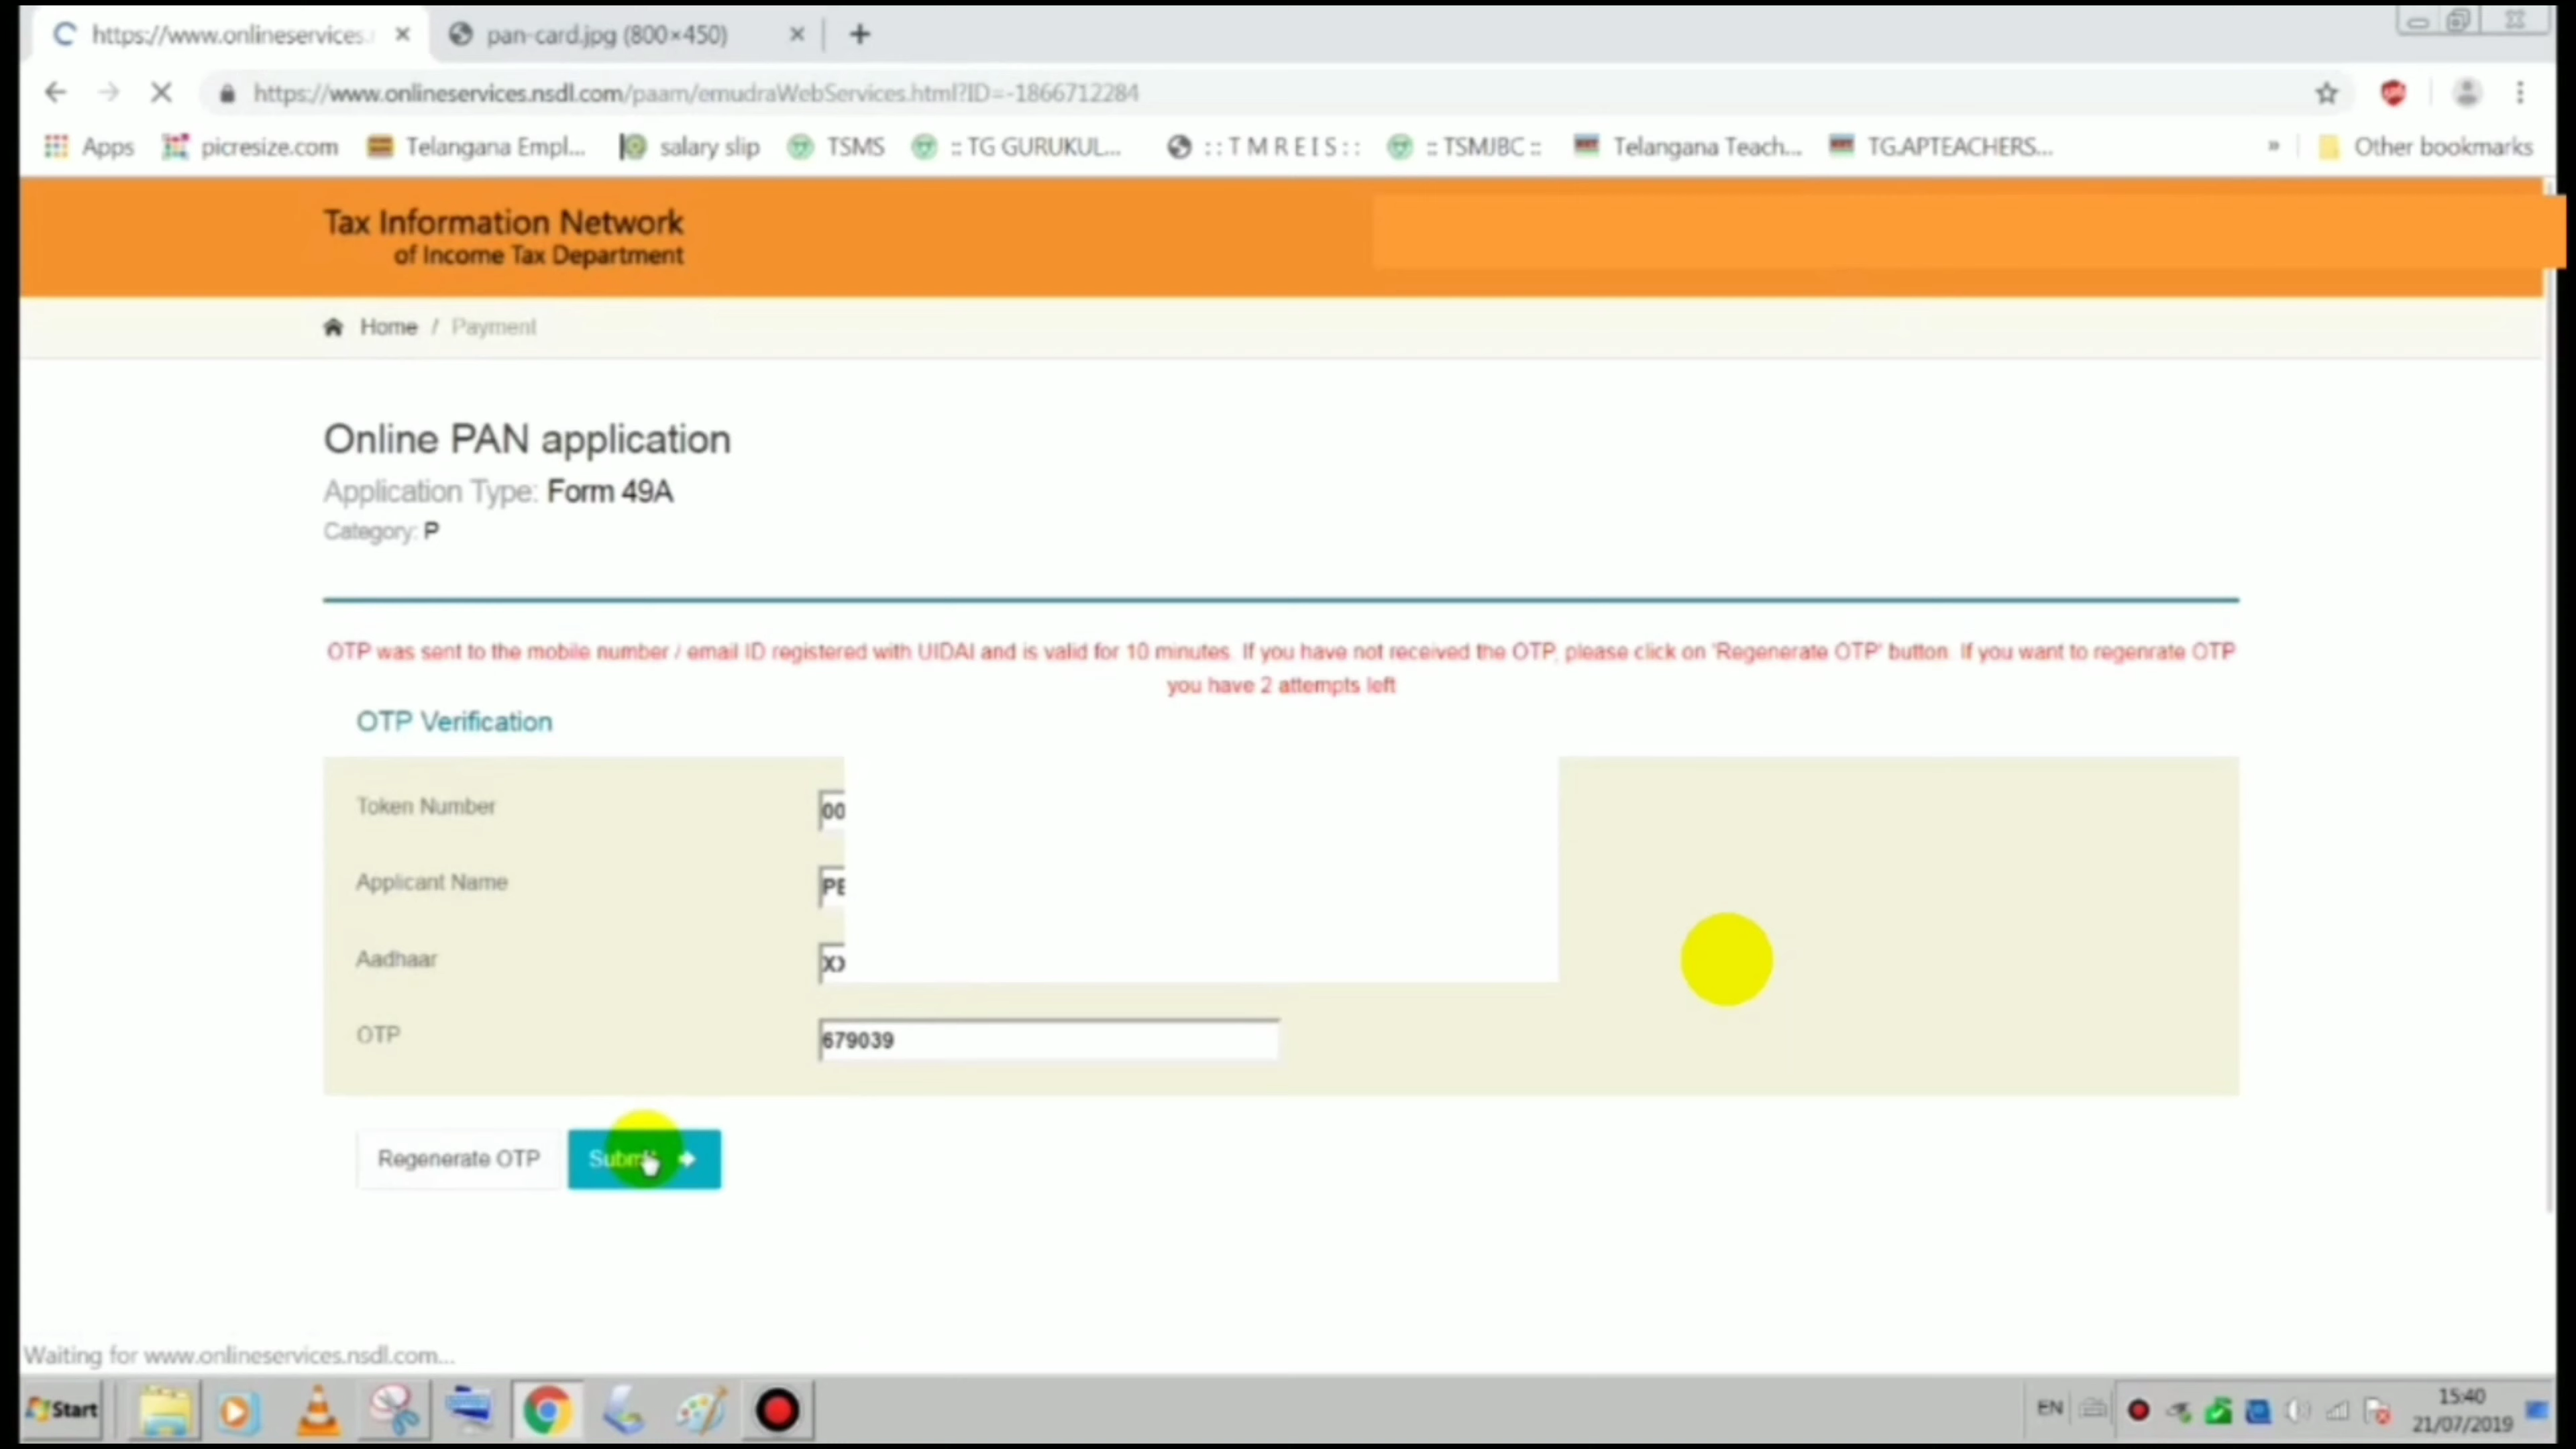 https://www.onlineservices.
pan-card.jpg (800×450)
https://www.onlineservices.nsdl.com/paam/emudraWebServices.html?ID=-1866712284
Apps
picresize.com
Telangana Empl...
salary slip
TSMS
:: TG GURUKUL...
: : T M R E I S : :
:: TSMJBC ::
Telangana Teach...
TG.APTEACHERS...
»
Other bookmarks
Tax Information Network
of Income Tax Department
Home / Payment
Online PAN application
Application Type: Form 49A
Category: P
OTP was sent to the mobile number / email ID registered with UIDAI and is valid for 10 minutes. If you have not received the OTP, please click on 'Regenerate OTP' button. If you want to regenrate OTP
you have 2 attempts left
OTP Verification
Token Number 00
Applicant Name PE
Aadhaar XX
OTP 679039
Regenerate OTP
Submit
Waiting for www.onlineservices.nsdl.com...
Start
EN
15:40
21/07/2019